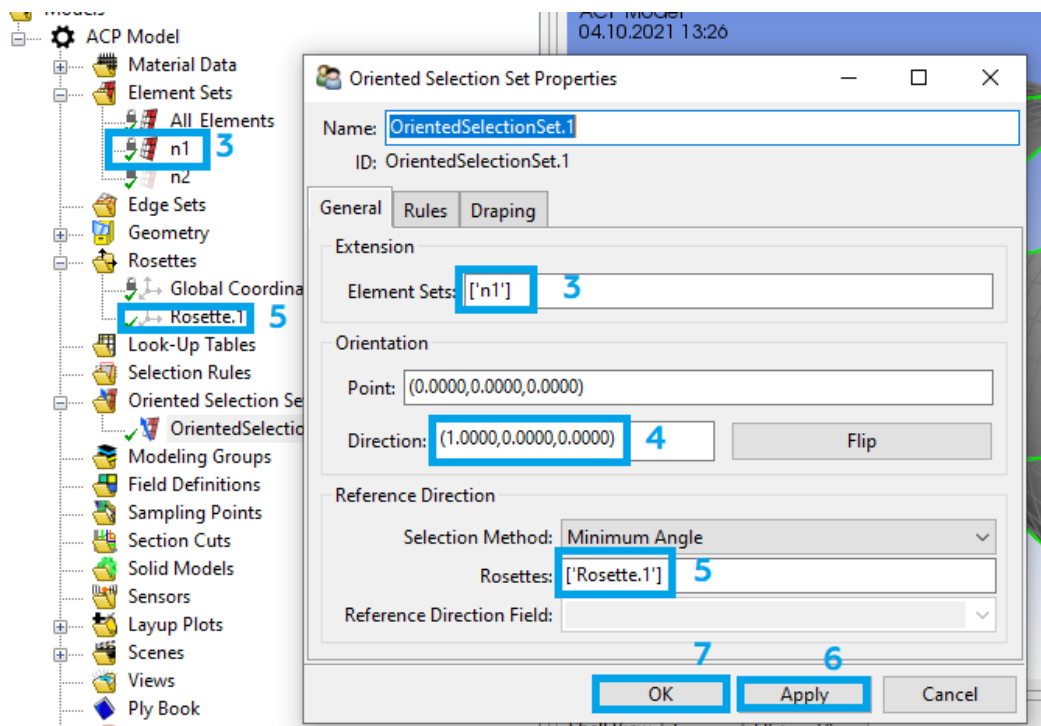 Models
ACP Model
ACP Model
04.10.2021 13:26
Material Data
Element Sets
All Elements
n1 3
n2
Edge Sets
Geometry
Rosettes
Global Coordina
Rosette.1 5
Look-Up Tables
Selection Rules
Oriented Selection Se
OrientedSelectio
Modeling Groups
Field Definitions
Sampling Points
Section Cuts
Solid Models
Sensors
Layup Plots
Scenes
Views
Ply Book
Oriented Selection Set Properties
Name: OrientedSelectionSet.1
ID: OrientedSelectionSet.1
General Rules Draping
Extension
Element Sets: ['n1'] 3
Orientation
Point: (0.0000,0.0000,0.0000)
Direction: (1.0000,0.0000,0.0000) 4 Flip
Reference Direction
Selection Method: Minimum Angle
Rosettes: ['Rosette.1'] 5
Reference Direction Field:
7 6
OK Apply Cancel